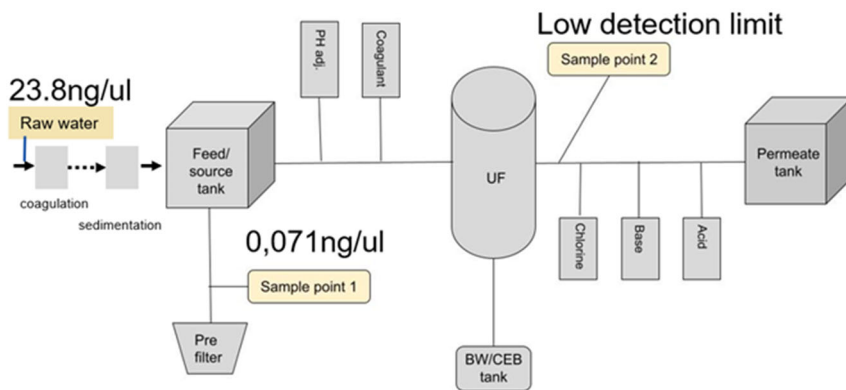 Low detection limit
Sample point 2
PH adj.
Coagulant
23.8ng/ul
Raw water
Feed/
source
tank
UF
Permeate
tank
coagulation
sedimentation
0,071ng/ul
Sample point 1
Chlorine
Base
Acid
Pre
filter
BW/CEB
tank